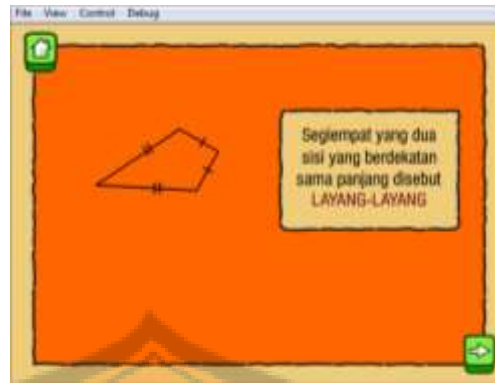 File View Control Debug
Segiempat yang dua
sisi yang berdekatan
sama panjang disebut
LAYANG-LAYANG